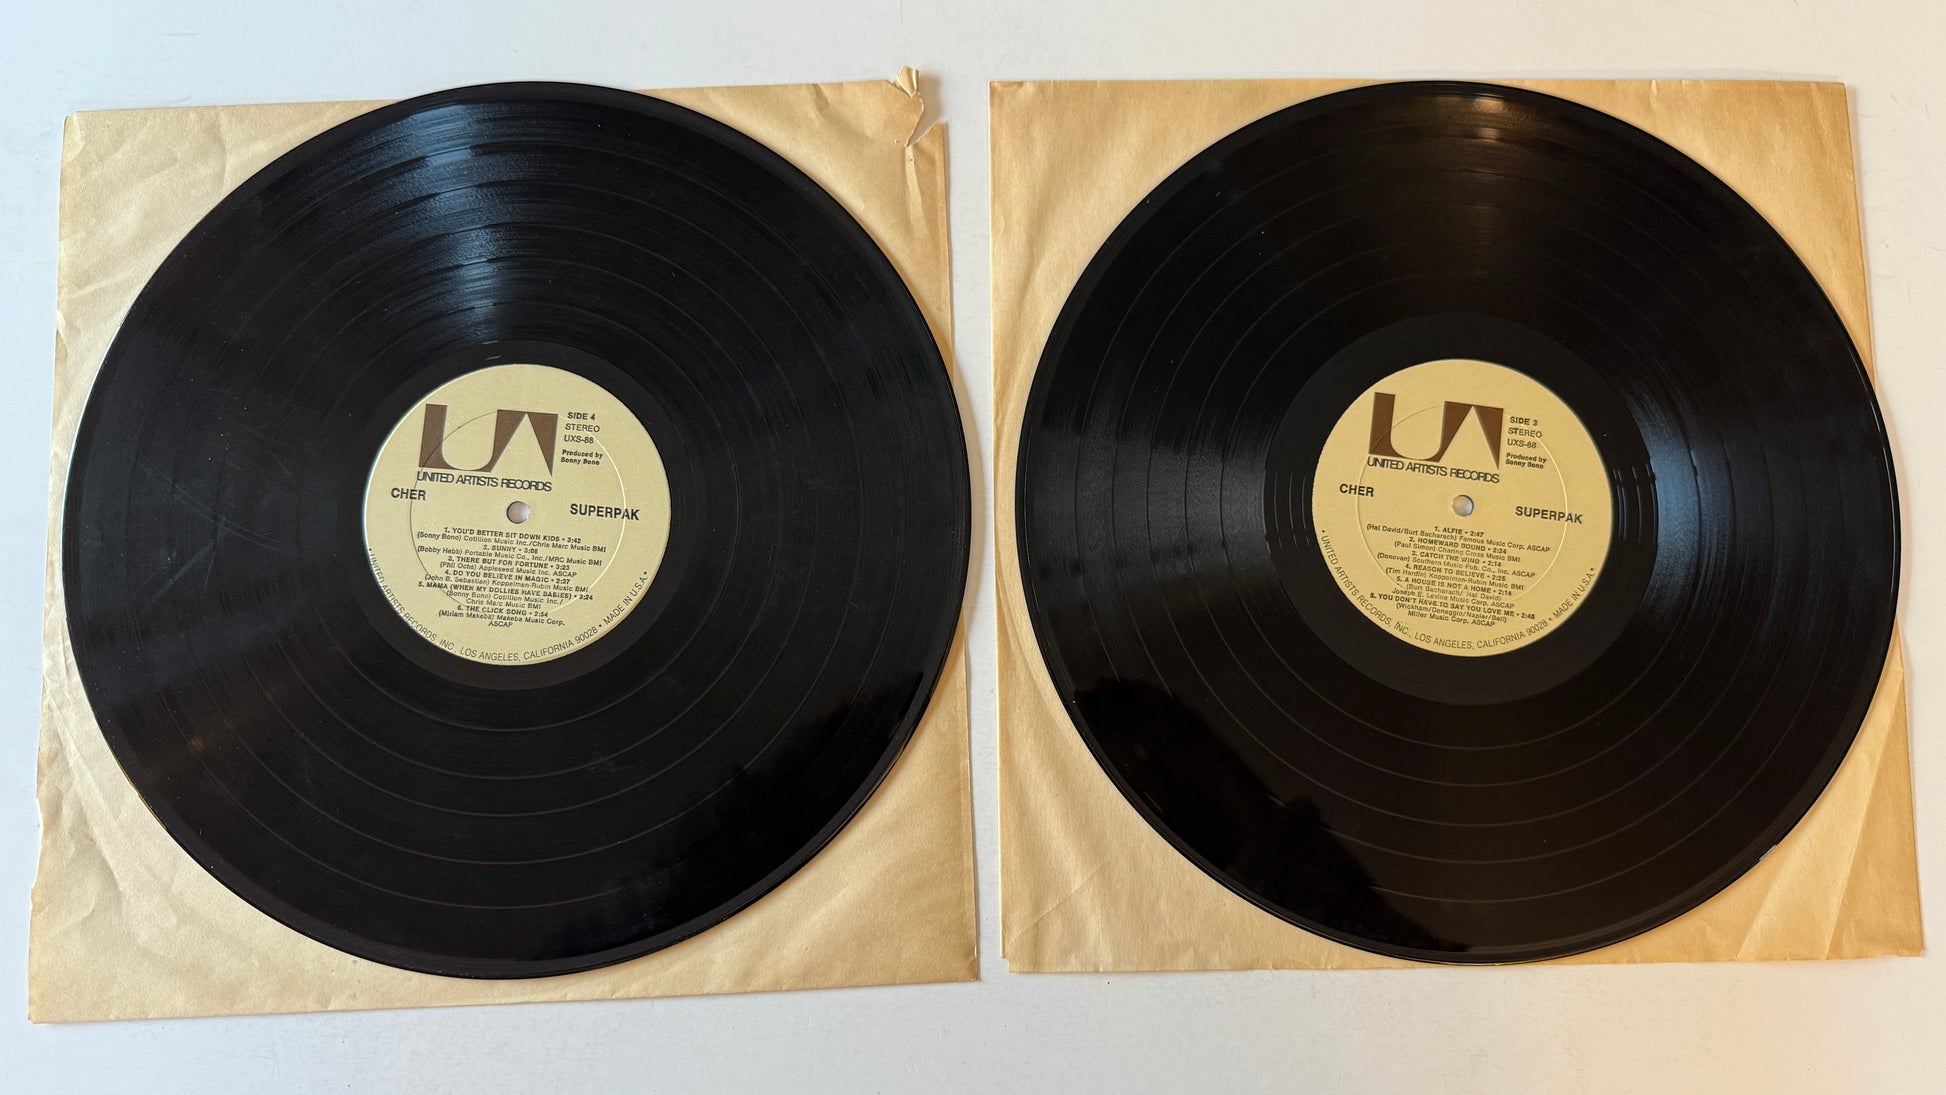 UA
UNITED ARTISTS RECORDS
SIDE 4
STEREO
UXS-88
Produced by
Sonny Bono
CHER
SUPERPAK
1. YOU'D BETTER SIT DOWN KIDS • 3:42
(Sonny Bono) Cotillion Music Inc./Chris Marc Music BMI
2. SUNNY • 3:08
(Bobby Hebb) Portable Music Co., Inc./MRC Music BMI
3. THERE BUT FOR FORTUNE • 3:23
(Phil Ochs) Appleseed Music Inc. ASCAP
4. DO YOU BELIEVE IN MAGIC • 2:37
(John B. Sebastian) Koppelman-Rubin Music BMI
5. MAMA (WHEN MY DOLLIES HAVE BABIES) • 3:24
(Sonny Bono) Cotillion Music Inc./
Chris Marc Music BMI
6. THE CLICK SONG • 2:54
(Miriam Makeba) Makeba Music Corp.
ASCAP
• UNITED ARTISTS RECORDS, INC., LOS ANGELES, CALIFORNIA 90028 • MADE IN U.S.A. •
UA
UNITED ARTISTS RECORDS
SIDE 3
STEREO
UXS-88
Produced by
Sonny Bono
CHER
SUPERPAK
1. ALFIE • 2:47
(Hal David/Burt Bacharach) Famous Music Corp. ASCAP
2. HOMEWARD BOUND • 2:24
(Paul Simon) Charing Cross Music BMI
3. CATCH THE WIND • 2:14
(Donovan) Southern Music Pub. Co., Inc. ASCAP
4. REASON TO BELIEVE • 2:25
(Tim Hardin) Koppelman-Rubin Music BMI
5. A HOUSE IS NOT A HOME • 2:14
(Burt Bacharach/ Hal David)
Joseph E. Levine Music Corp. ASCAP
6. YOU DON'T HAVE TO SAY YOU LOVE ME • 2:45
(Wickham/Donaggio/Napier/Bell)
Miller Music Corp. ASCAP
• UNITED ARTISTS RECORDS, INC., LOS ANGELES, CALIFORNIA 90028 • MADE IN U.S.A. •